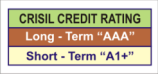 CRISIL CREDIT RATING
Long - Term “AAA”
Short - Term “A1+”